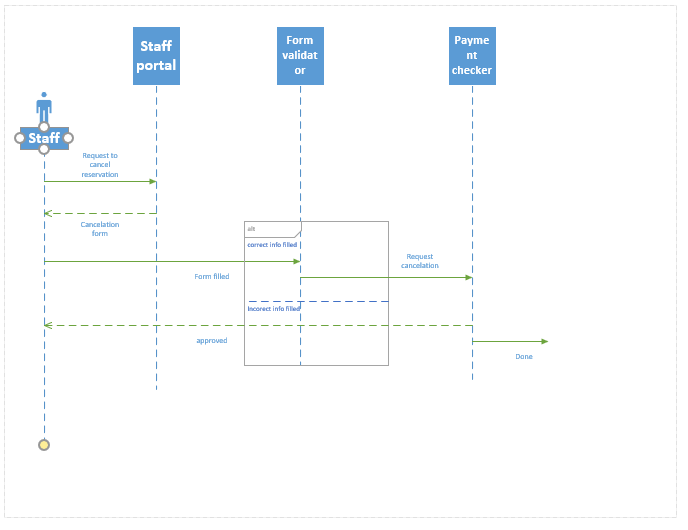 Staff
portal
Form
validat
or
Payme
nt
checker
Staff
Request to
cancel
reservation
Cancelation
form
alt
correct info filled
Request
cancelation
Form filled
Incorect info filled
approved
Done